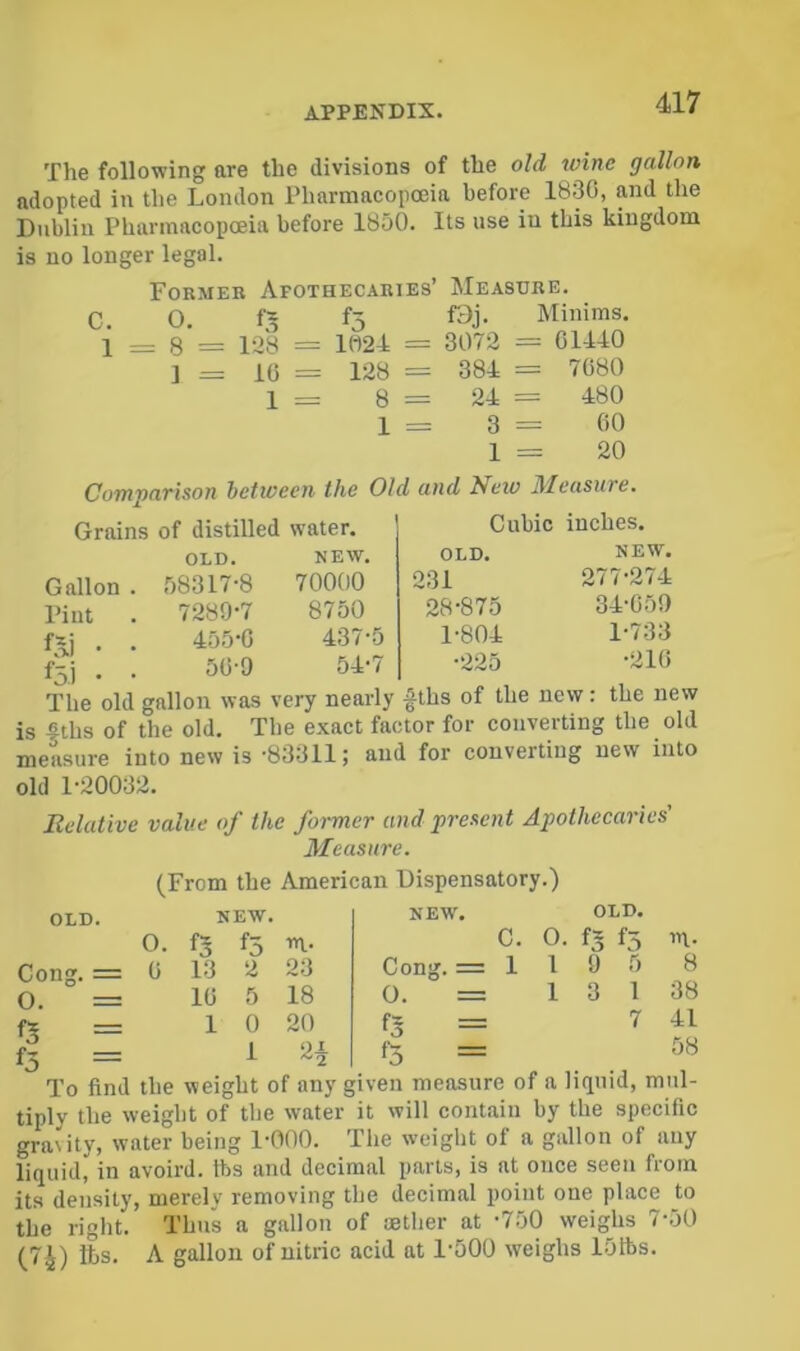 APPENDIX. 417
The following are the divisions of the old wine gallon
adopted in the London Pharmacopœia before 1836, and the
Dublin Pharmacopœia before 1850. Its use in this kingdom
is no longer legal.
FORMER APOTHECARIES’ MEASURE.
C. O. f℥ fʒ f℈j. Minims.
1 = 8 = 128 = 1024 = 3072 = 61440
1 = 16 = 128 = 384 = 7680
1 = 8 = 24 = 480
1 = 3 = 60
1 = 20
Comparison between the Old and New Measure.
Grains of distilled water. Cubic inches.
OLD. NEW. OLD. NEW.
Gallon . 58317·8 70000 231 277·274
Pint . 7289·7 8750 28·875 34·659
f℥j . . 455·6 437·5 1·804 1·733
fʒj . . 56·9 54·7 ·225 ·216
The old gallon was very nearly ⅚ths of the new: the new
is 6/5ths of the old. The exact factor for converting the old
measure into new is ·83311; and for converting new into
old 1·20032.
Relative value of the former and present Apothecaries’
Measure.
(From the American Dispensatory.)
OLD. NEW. NEW. OLD.
O. f℥ fʒ ♏. C. O. f℥ fʒ ♏.
Cong. = 6 13 2 23 Cong. = 1 1 9 5 8
O. = 16 5 18 O. = 1 3 1 38
f℥ = 1 0 20 f℥ = 7 41
fʒ = 1 2½ fʒ = 58
To find the weight of any given measure of a liquid, mul-
tiply the weight of the water it will contain by the specific
gravity, water being 1·000. The weight of a gallon of any
liquid, in avoird. ℔s and decimal parts, is at once seen from
its density, merely removing the decimal point one place to
the right. Thus a gallon of æther at ·750 weighs 7·50
(7½) ℔s. A gallon of nitric acid at 1·500 weighs 15℔s.